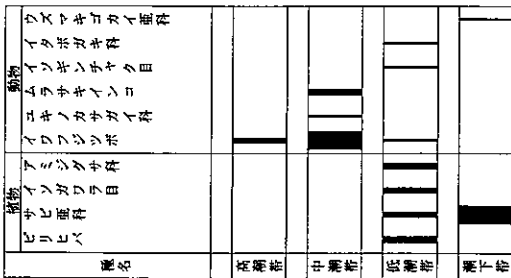 動物
ウズマキゴカイ亜科
イタボガキ科
イソギンチャク目
ムラサキインコ
ユキノカサガイ科
イワフジツボ
植物
アミジグサ科
イソガワラ目
サビ亜科
ピリヒバ
種名
高潮帯
中潮帯
低潮帯
潮下帯